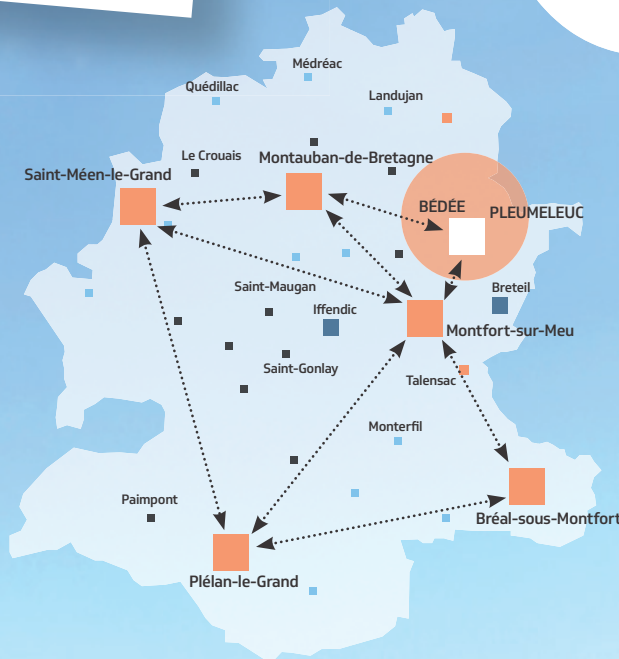 Médréac
Quédillac
Landujan
Le Crouais
Montauban-de-Bretagne
Saint-Méen-le-Grand
BÉDÉE
PLEUMELEUC
Saint-Maugan
Breteil
Iffendic
Montfort-sur-Meu
Saint-Gonlay
Talensac
Monterfil
Paimpont
Bréal-sous-Montfort
Plélan-le-Grand